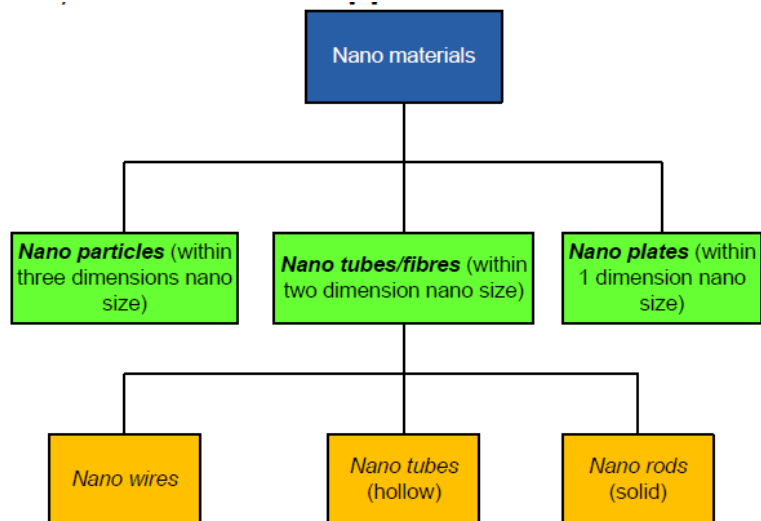 Nano materials
Nano particles (within
three dimensions nano
size)
Nano tubes/fibres (within
two dimension nano size)
Nano plates (within
1 dimension nano
size)
Nano wires
Nano tubes
(hollow)
Nano rods
(solid)